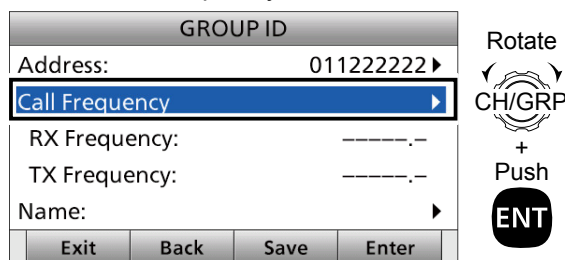 GROUP ID
Address: 011222222
Call Frequency
RX Frequency: –––––.–
TX Frequency: –––––.–
Name:
Exit Back Save Enter
Rotate
CH/GRP
+
Push
ENT